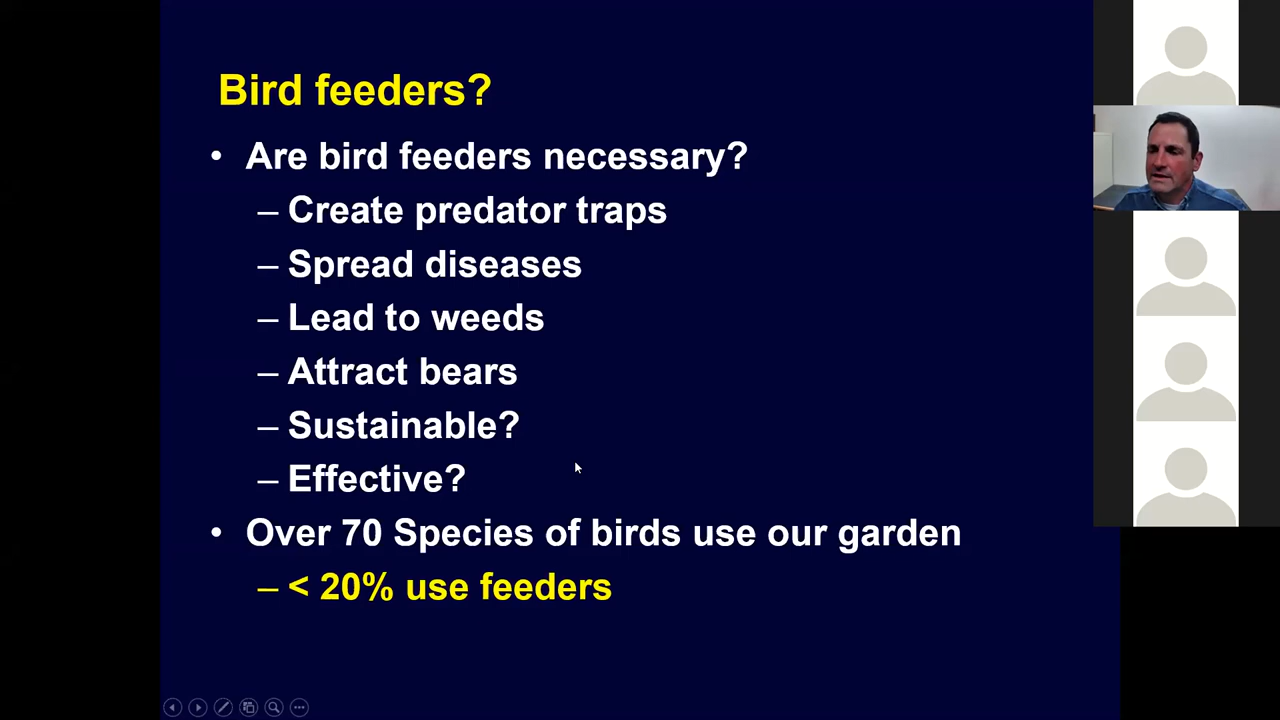 Bird feeders?
• Are bird feeders necessary?
– Create predator traps
– Spread diseases
– Lead to weeds
– Attract bears
– Sustainable?
– Effective?
• Over 70 Species of birds use our garden
– < 20% use feeders